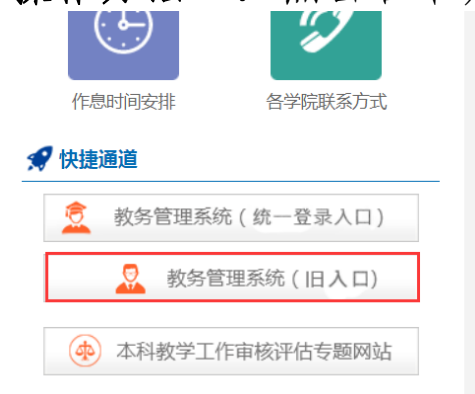 作息时间安排
各学院联系方式
快捷通道
教务管理系统（统一登录入口）
教务管理系统（旧入口）
本科教学工作审核评估专题网站